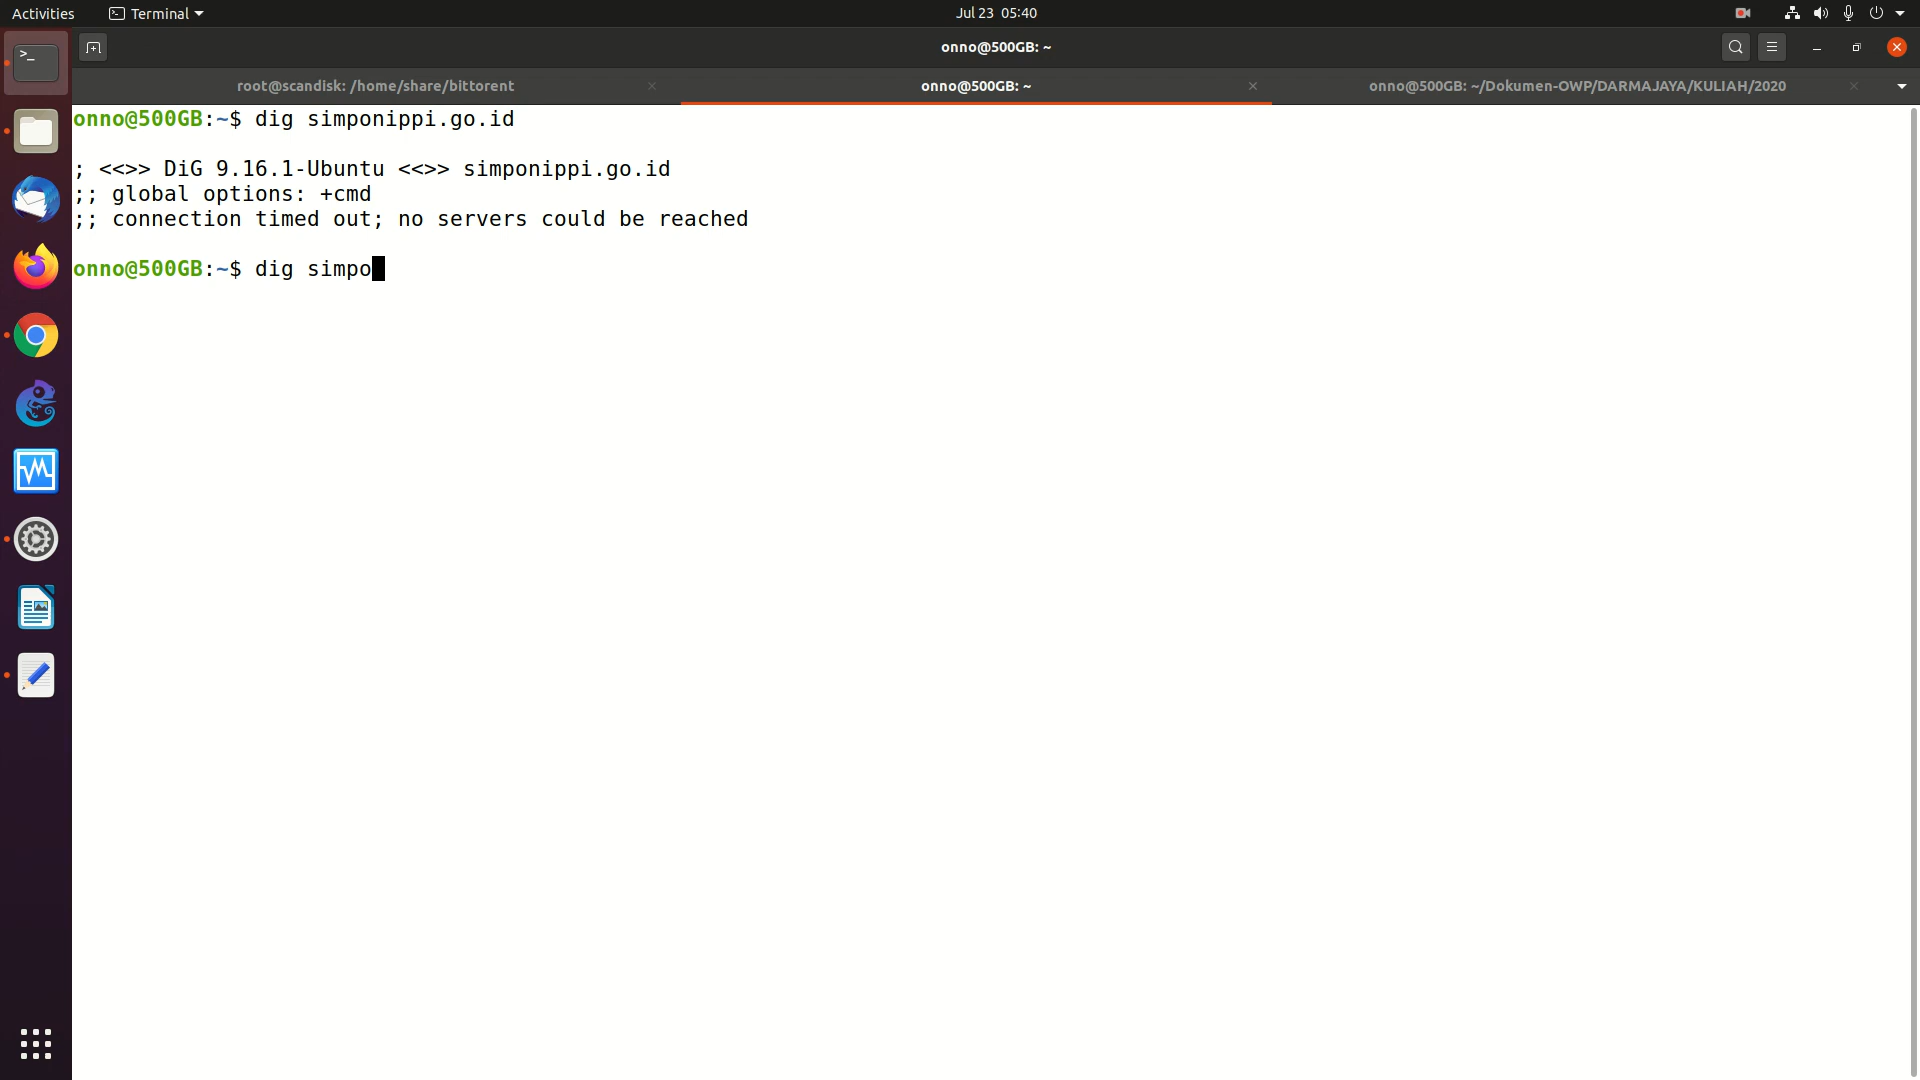 Activities
Terminal
Jul 23 05:40
onno@500GB: ~
root@scandisk: /home/share/bittorent
onno@500GB: ~
onno@500GB: ~/Dokumen-OWP/DARMAJAYA/KULIAH/2020
onno@500GB:~$ dig simponippi.go.id
; <<>> DiG 9.16.1-Ubuntu <<>> simponippi.go.id
;; global options: +cmd
;; connection timed out; no servers could be reached
onno@500GB:~$ dig simpo